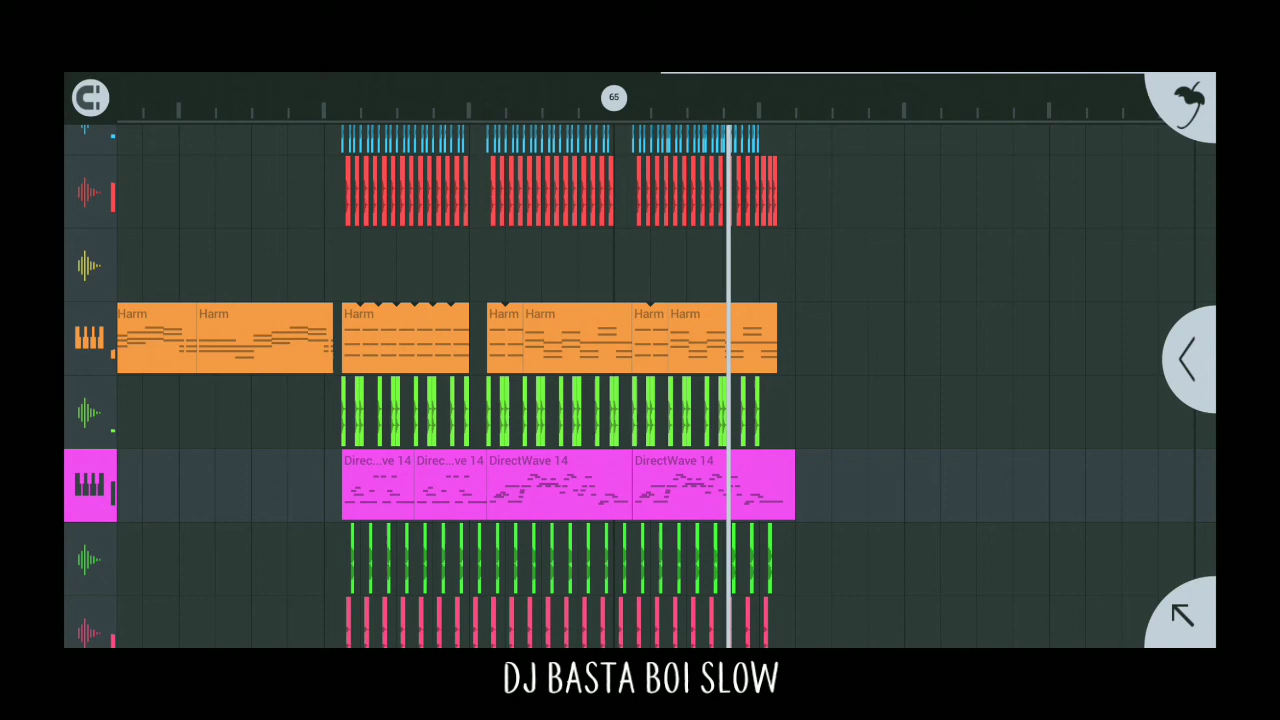 65
Harm Harm Harm Harm Harm Harm Harm
Direc...ve 14 Direc...ve 14 DirectWave 14 DirectWave 14
DJ BASTA BOI SLOW